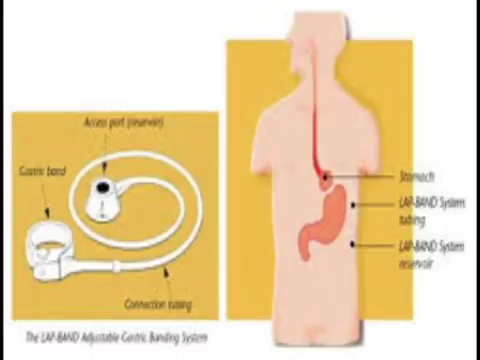 Access port (reservoir)
Gastric band
Connection tubing
The LAP-BAND Adjustable Gastric Banding System
Stomach
LAP-BAND System
tubing
LAP-BAND System
reservoir